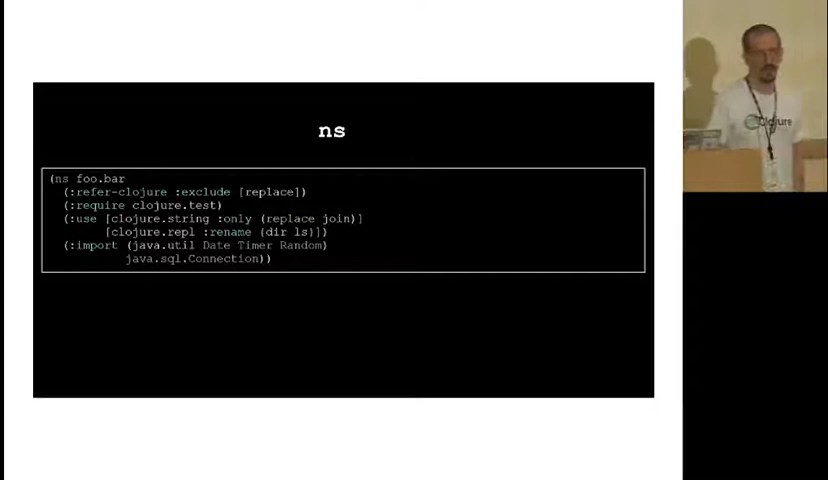 ns
(ns foo.bar
(:refer-clojure :exclude [replace])
(:require clojure.test)
(:use [clojure.string :only (replace join)]
[clojure.repl :rename {dir ls}])
(:import (java.util Date Timer Random)
java.sql.Connection))
Clojure